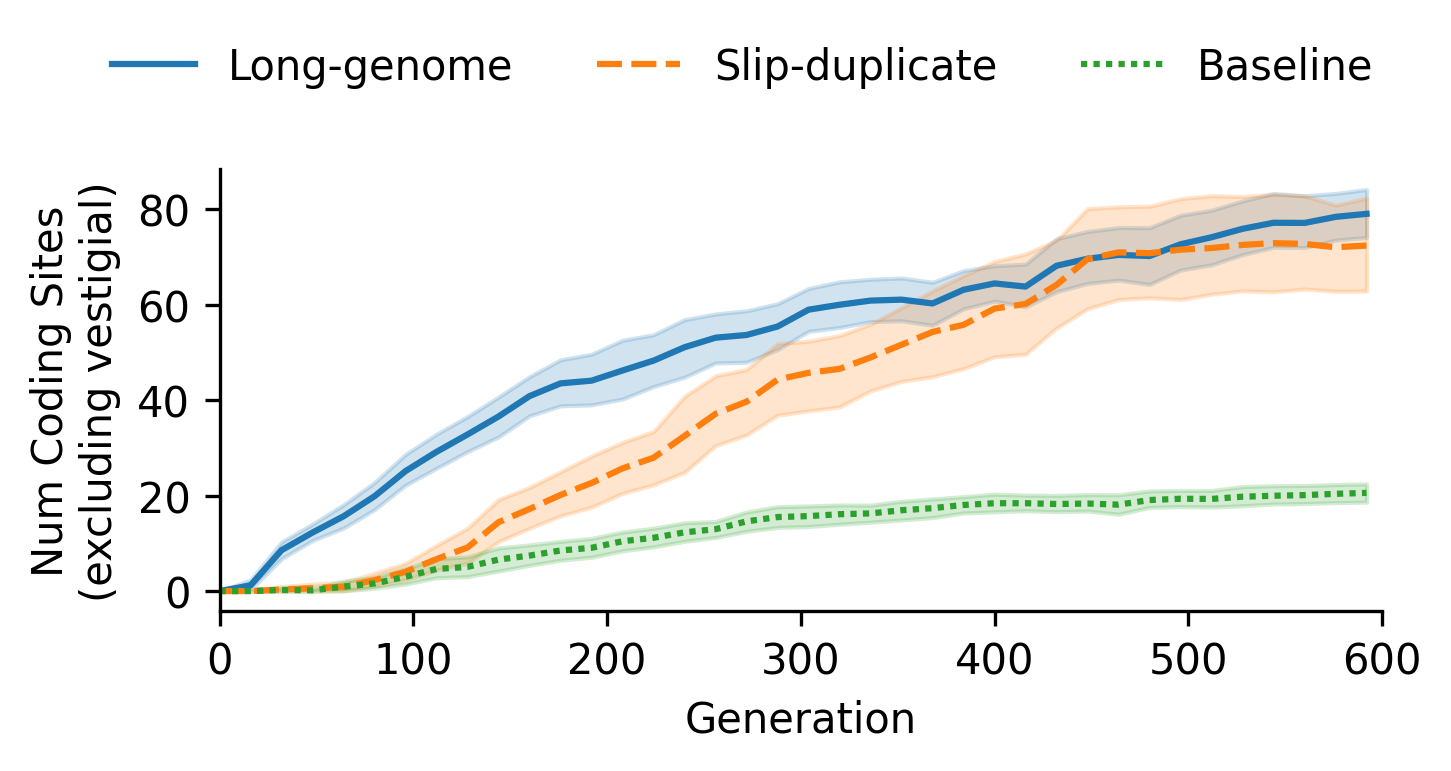 Long-genome Slip-duplicate Baseline
Num Coding Sites
(excluding vestigial)
80
60
40
20
0
0 100 200 300 400 500 600
Generation